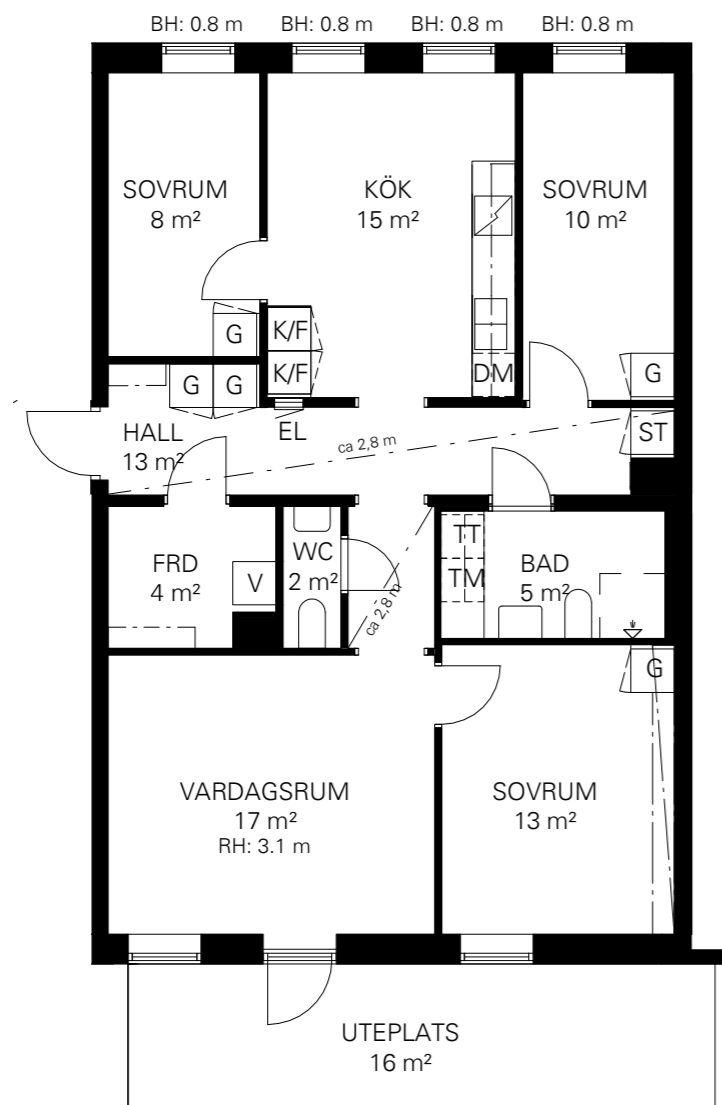 BH: 0.8 m BH: 0.8 m BH: 0.8 m BH: 0.8 m
SOVRUM
8 m²
KÖK
15 m²
SOVRUM
10 m²
G
K/F
K/F
DM
G
G G
HALL
13 m²
EL
ca 2,8 m
ST
FRD
4 m²
V
WC
2 m²
ca 2,8 m
TT
TM
BAD
5 m²
G
VARDAGSRUM
17 m²
RH: 3.1 m
SOVRUM
13 m²
UTEPLATS
16 m²